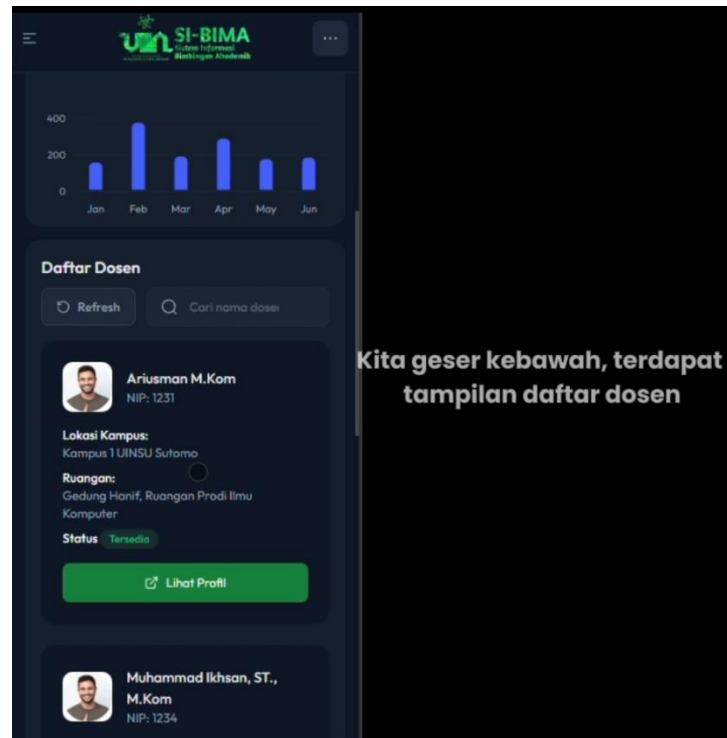 SI-BIMA
Sistem Informasi
Bimbingan Akademik
400
200
0
Jan Feb Mar Apr May Jun
Daftar Dosen
Refresh
Cari nama dosen
Ariusman M.Kom
NIP: 1231
Lokasi Kampus:
Kampus 1 UINSU Sutomo
Ruangan:
Gedung Hanif, Ruangan Prodi Ilmu
Komputer
Status Tersedia
Lihat Profil
Muhammad Ikhsan, ST.,
M.Kom
NIP: 1234
Kita geser kebawah, terdapat
tampilan daftar dosen